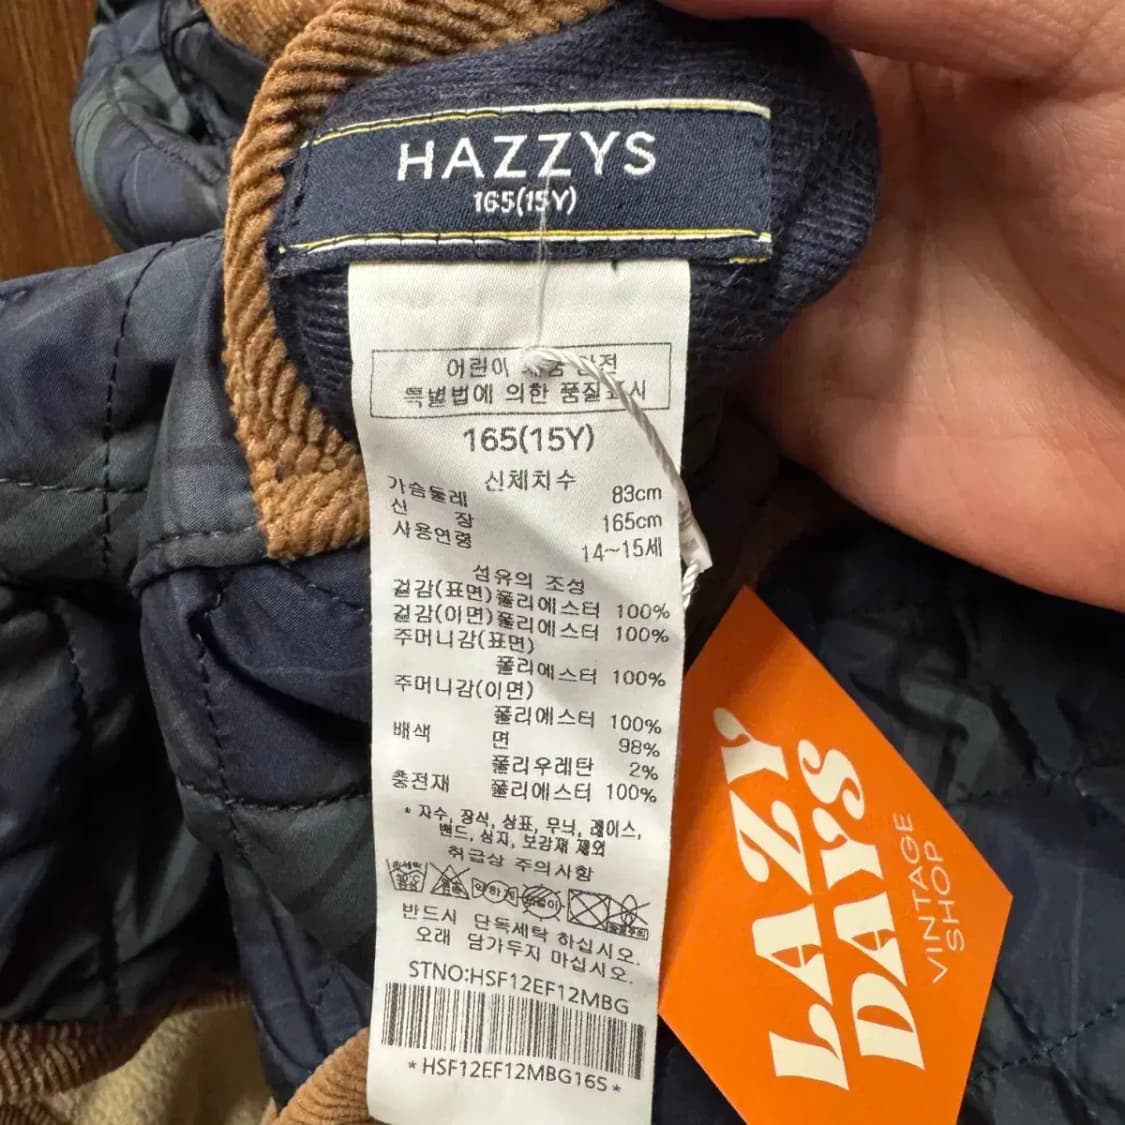 HAZZYS
165(15Y)
어린이 제품 안전
특별법에 의한 품질표시
165(15Y)
신체치수
가슴둘레 83cm
신 장 165cm
사용연령 14~15세
섬유의 조성
겉감(표면)폴리에스터 100%
겉감(이면)폴리에스터 100%
주머니감(표면)
폴리에스터 100%
주머니감(이면)
폴리에스터 100%
배색 면 98%
폴리우레탄 2%
충전재 폴리에스터 100%
* 자수, 장식, 상표, 무늬, 레이스,
밴드, 심지, 보강재 제외
취급상 주의사항
반드시 단독세탁 하십시오.
오래 담가두지 마십시오.
STNO:HSF12EF12MBG
*HSF12EF12MBG165*
LAZY
DAYS
VINTAGE
SHOP